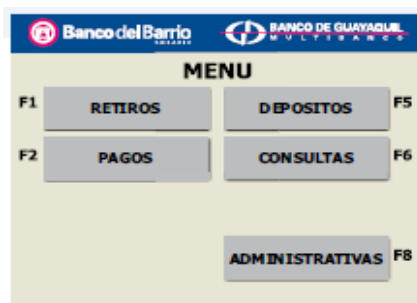 Banco del Barrio BANCO DE GUAYAQUIL
MULTIBANCO
MENU
F1 RETIROS DEPOSITOS F5
F2 PAGOS CONSULTAS F6
ADMINISTRATIVAS F8